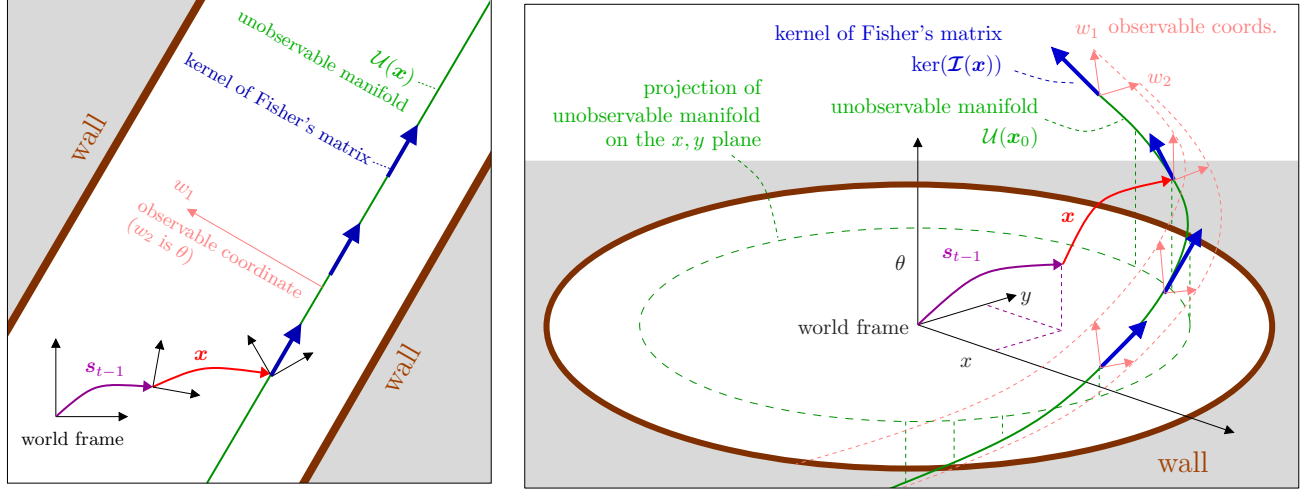 unobservable manifold
𝒰(𝒙)
kernel of Fisher's matrix
wall
w₁
observable coordinate
(w₂ is θ)
wall
𝒔ₜ₋₁
𝒙
world frame
kernel of Fisher's matrix
ker(𝓘(𝒙))
w₁ observable coords.
w₂
projection of
unobservable manifold
on the x, y plane
unobservable manifold
𝒰(𝒙₀)
𝒙
θ
𝒔ₜ₋₁
y
world frame
x
wall